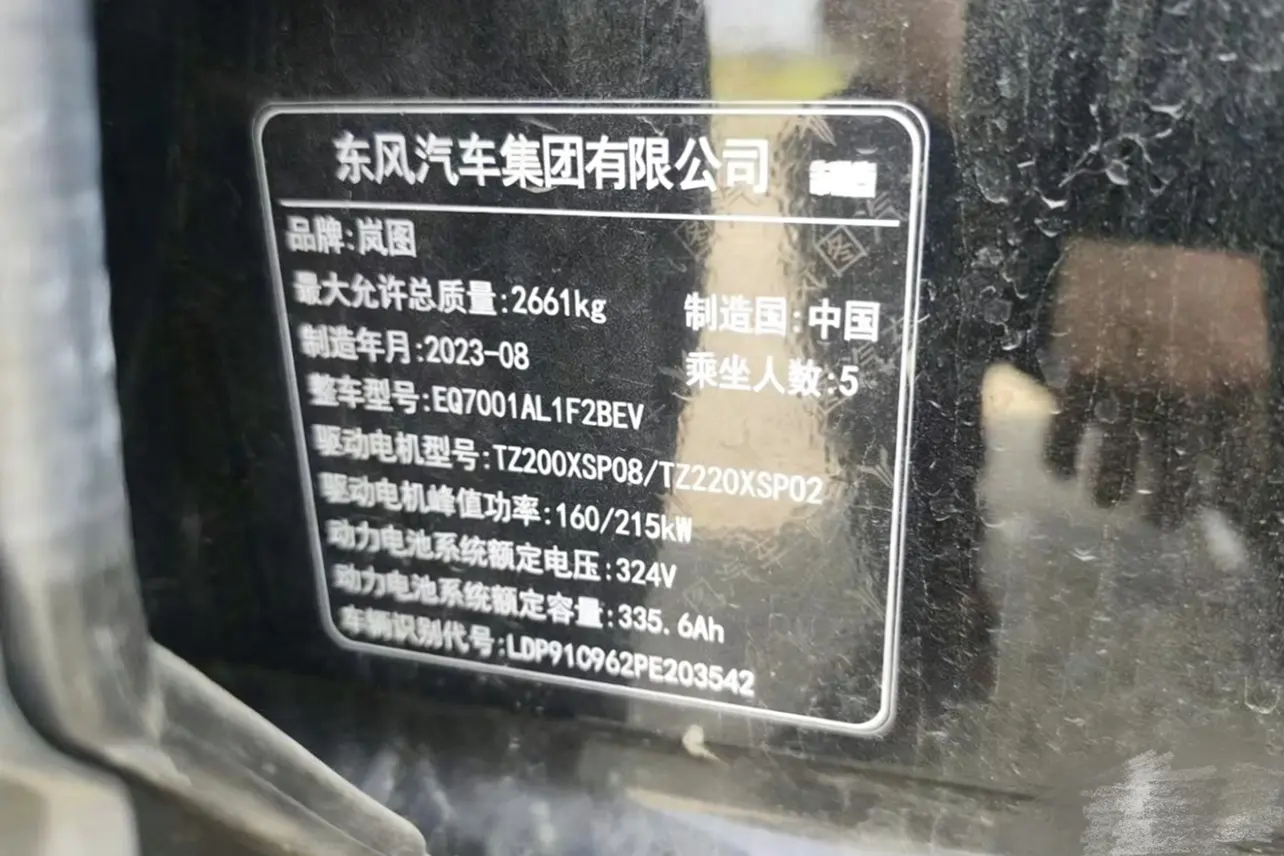 东风汽车集团有限公司 制造
品牌:岚图
最大允许总质量:2661kg 制造国:中国
制造年月:2023-08 乘坐人数:5
整车型号:EQ7001AL1F2BEV
驱动电机型号:TZ200XSP08/TZ220XSP02
驱动电机峰值功率:160/215kW
动力电池系统额定电压:324V
动力电池系统额定容量:335.6Ah
车辆识别代号:LDP91C962PE203542